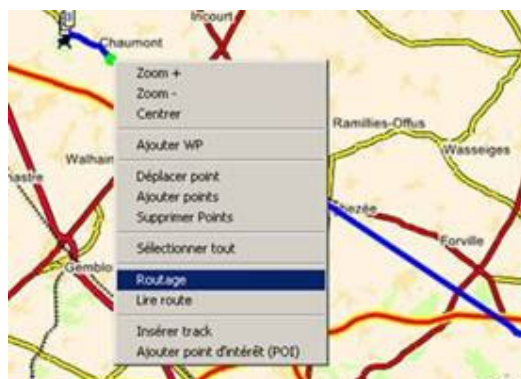 Incourt
Chaumont
Zoom +
Zoom -
Centrer
Ramillies-Offus
Ajouter WP
Wasseiges
Walhain
Déplacer point
Ajouter points
Supprimer Points
Sélectionner tout
Forville
Gemblo
Routage
Lire route
Insérer track
Ajouter point d'intérêt (POI)